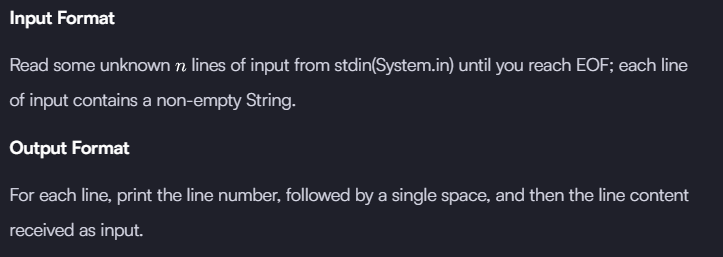 Input Format
Read some unknown n lines of input from stdin(System.in) until you reach EOF; each line
of input contains a non-empty String.
Output Format
For each line, print the line number, followed by a single space, and then the line content
received as input.